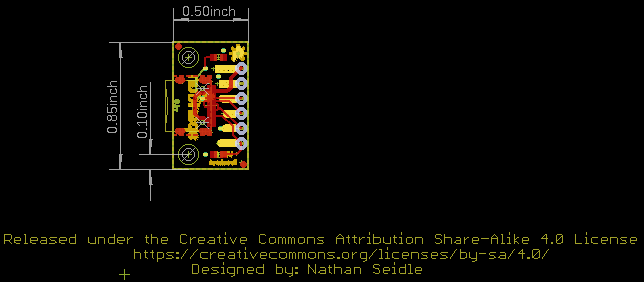 0.50inch
0.85inch
0.10inch
Released under the Creative Commons Attribution Share-Alike 4.0 License
https://creativecommons.org/licenses/by-sa/4.0/
Designed by: Nathan Seidle